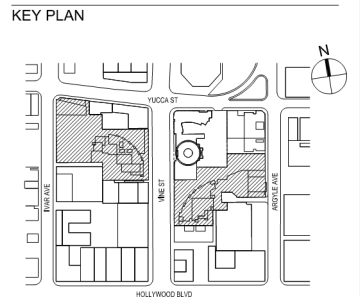 KEY PLAN
N
YUCCA ST
IVAR AVE
VINE ST
ARGYLE AVE
HOLLYWOOD BLVD